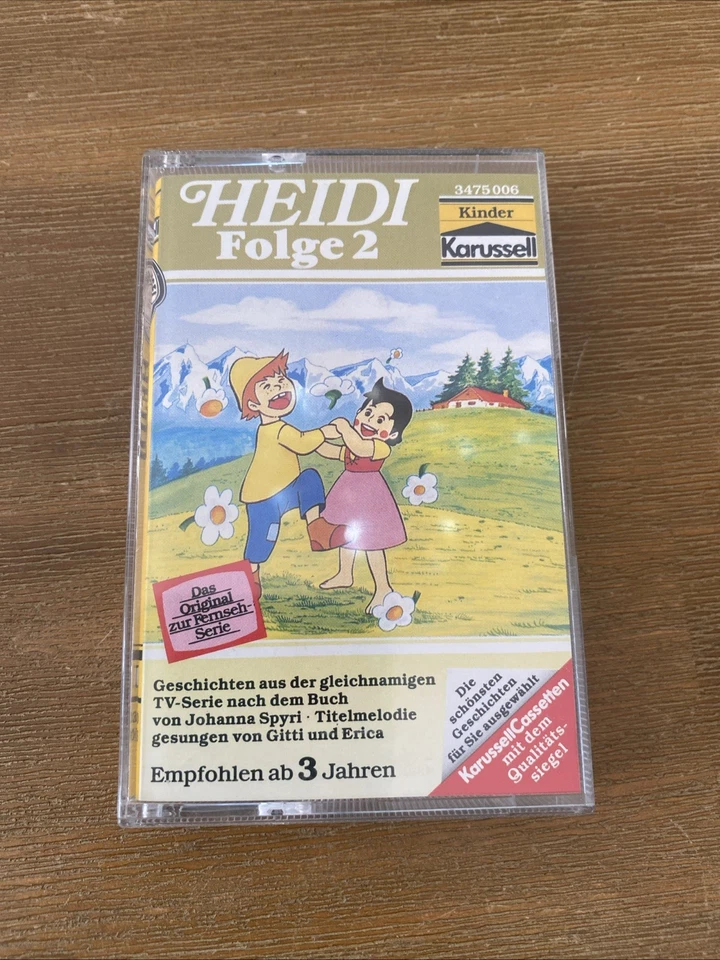 HEIDI
Folge 2
3475 006
Kinder
Karussell
Das
Original
zur Fernseh-
Serie
Geschichten aus der gleichnamigen
TV-Serie nach dem Buch
von Johanna Spyri · Titelmelodie
gesungen von Gitti und Erica
Empfohlen ab 3 Jahren
Die
schönsten
Geschichten
für Sie ausgewählt
Karussell Cassetten
mit dem
Qualitäts-
siegel